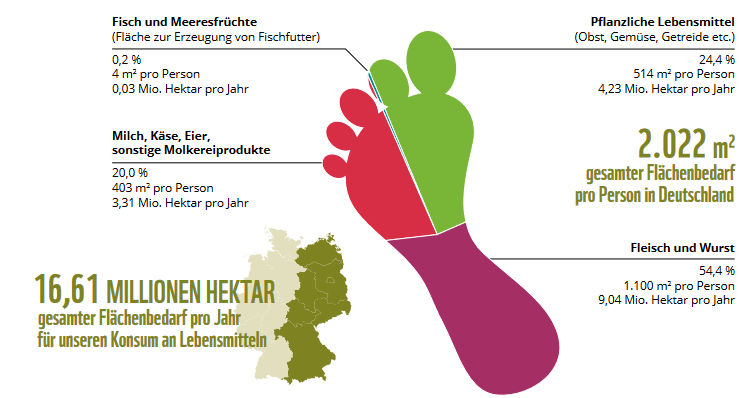 Fisch und Meeresfrüchte
(Fläche zur Erzeugung von Fischfutter)
0,2 %
4 m² pro Person
0,03 Mio. Hektar pro Jahr
Pflanzliche Lebensmittel
(Obst, Gemüse, Getreide etc.)
24,4 %
514 m² pro Person
4,23 Mio. Hektar pro Jahr
Milch, Käse, Eier,
sonstige Molkereiprodukte
20,0 %
403 m² pro Person
3,31 Mio. Hektar pro Jahr
2.022 m²
gesamter Flächenbedarf
pro Person in Deutschland
Fleisch und Wurst
54,4 %
1.100 m² pro Person
9,04 Mio. Hektar pro Jahr
16,61 MILLIONEN HEKTAR
gesamter Flächenbedarf pro Jahr
für unseren Konsum an Lebensmitteln